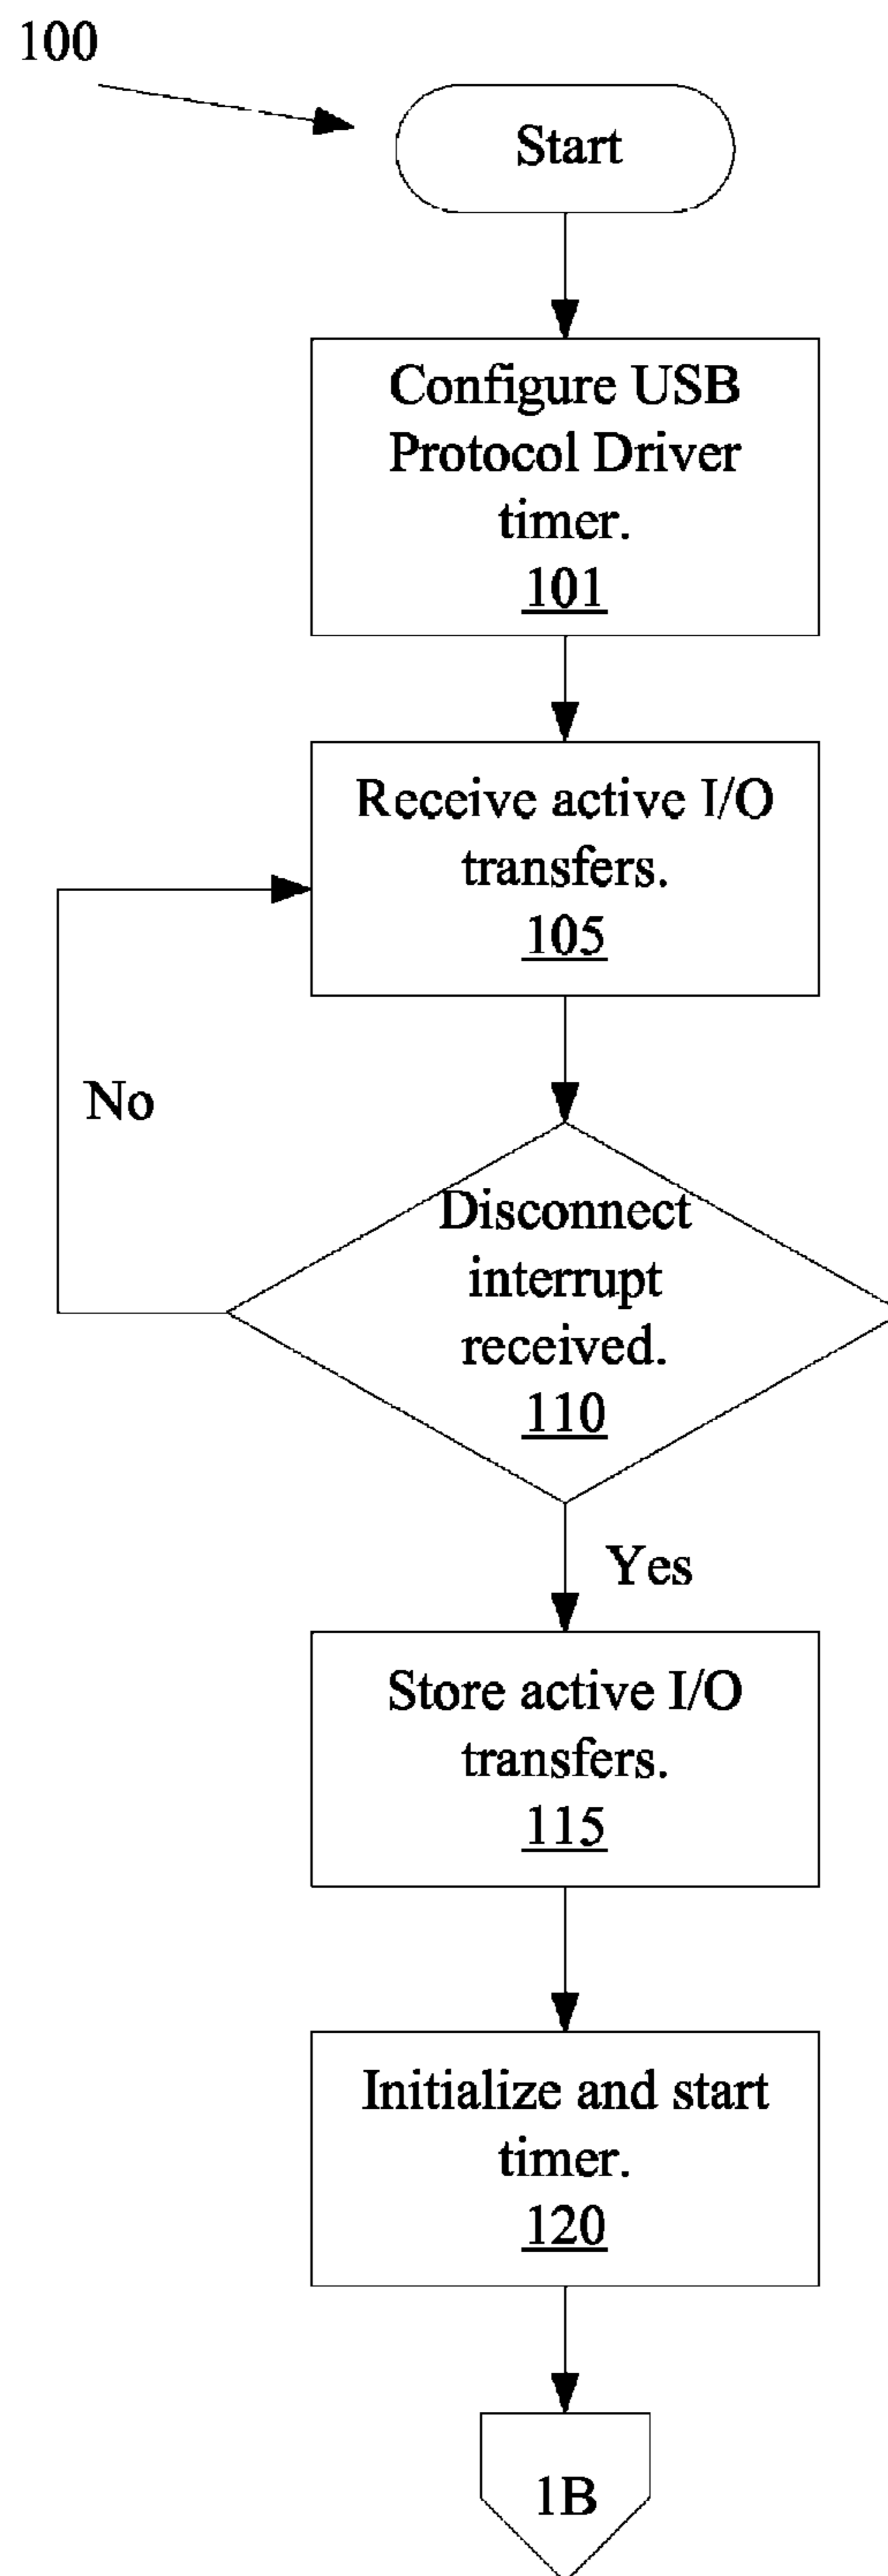 100
Start
Configure USB
Protocol Driver
timer.
101
Receive active I/O
transfers.
105
No
Disconnect
interrupt
received.
110
Yes
Store active I/O
transfers.
115
Initialize and start
timer.
120
1B